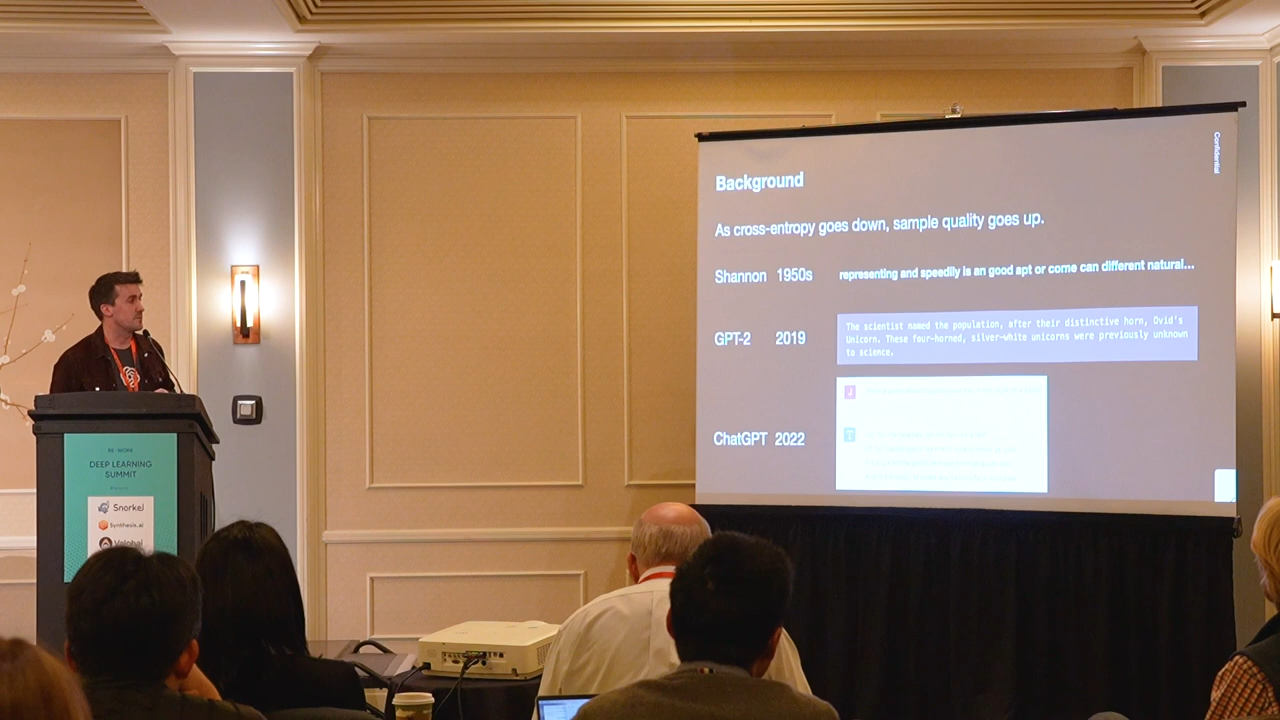 Confidential
Background
As cross-entropy goes down, sample quality goes up.
Shannon 1950s representing and speedily is an good apt or come can different natural...
GPT-2 2019
The scientist named the population, after their distinctive horn, Ovid's
Unicorn. These four-horned, silver-white unicorns were previously unknown
to science.
ChatGPT 2022
J
T
RE•WORK
DEEP LEARNING
SUMMIT
Snorkel
Synthesis.ai